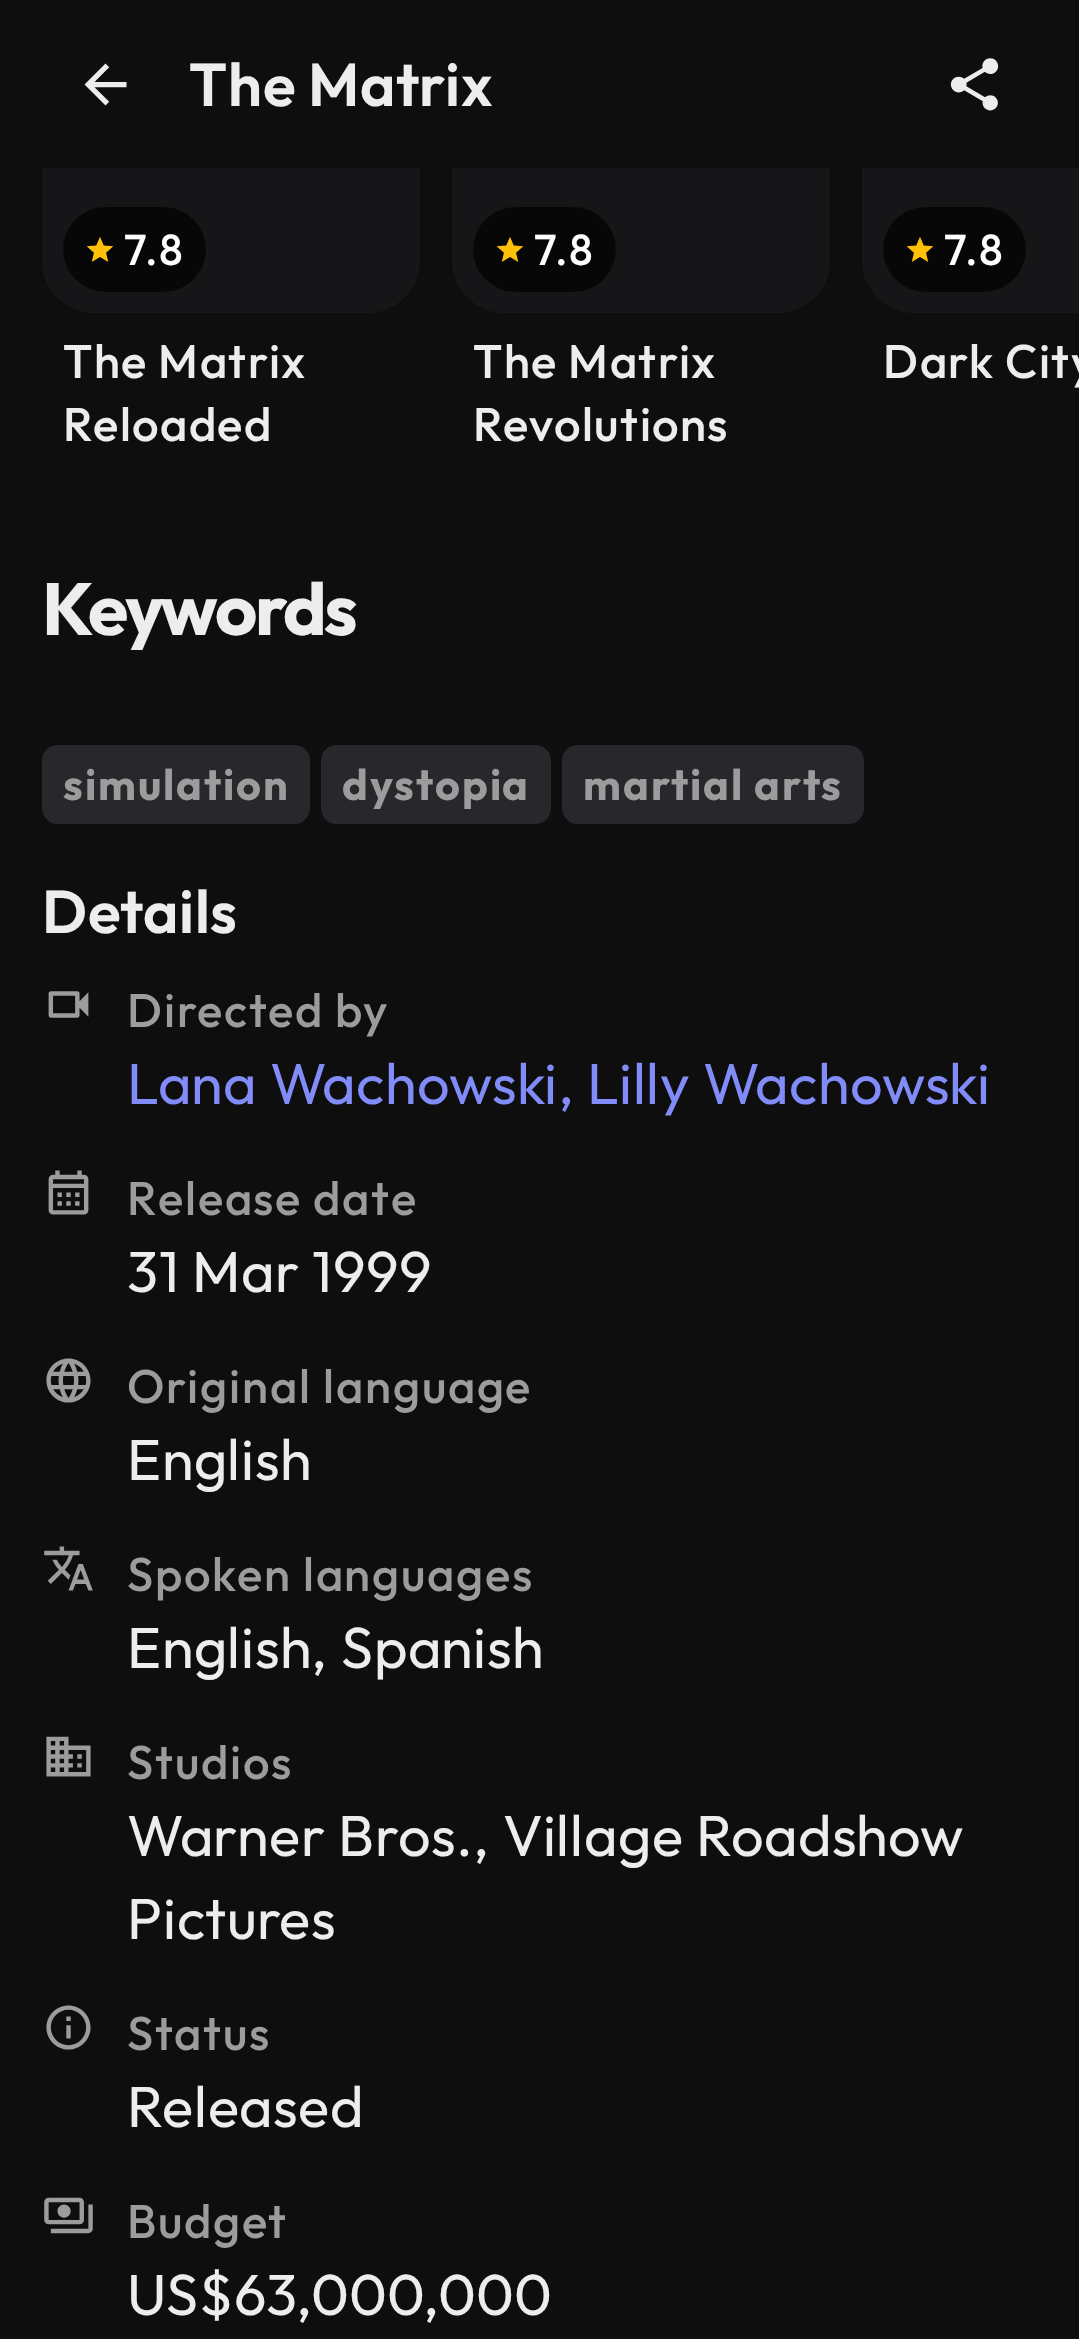 The Matrix
7.8
7.8
7.8
The Matrix
Reloaded
The Matrix
Revolutions
Dark City
Keywords
simulation
dystopia
martial arts
Details
Directed by
Lana Wachowski, Lilly Wachowski
Release date
31 Mar 1999
Original language
English
Spoken languages
English, Spanish
Studios
Warner Bros., Village Roadshow
Pictures
Status
Released
Budget
US$63,000,000